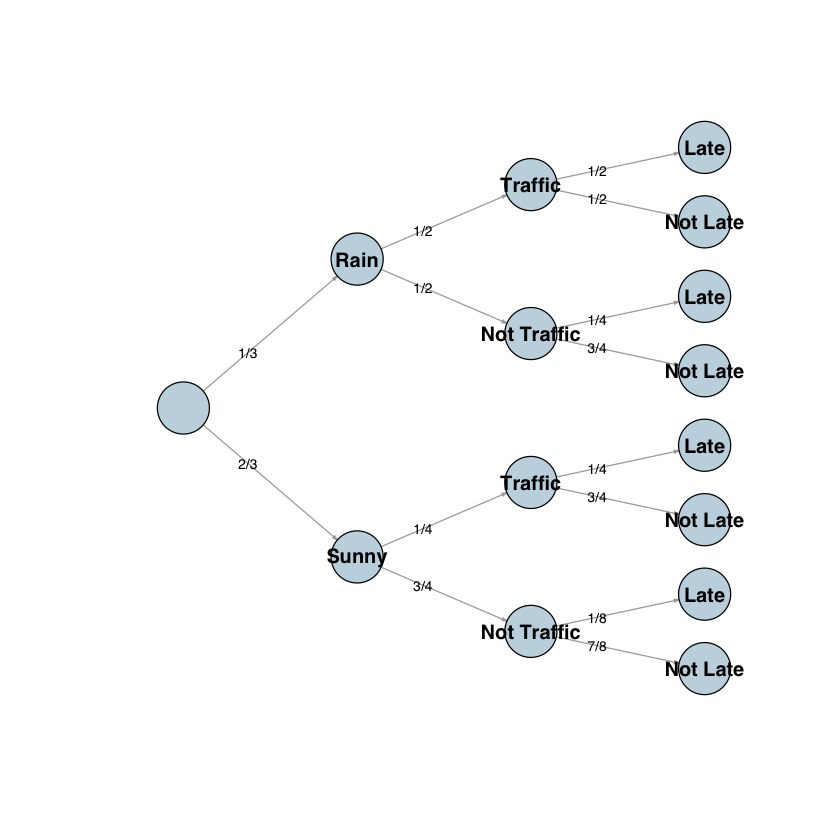 Late
1/2
Traffic
1/2
Not Late
1/2
Rain
1/2
Late
1/4
Not Traffic
3/4
Not Late
1/3
2/3
Late
1/4
Traffic
3/4
Not Late
1/4
Sunny
3/4
Late
1/8
Not Traffic
7/8
Not Late